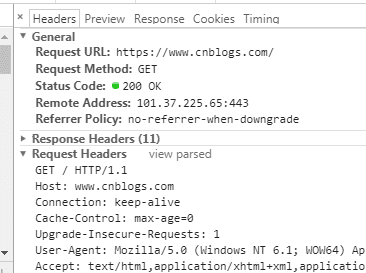 Headers Preview Response Cookies Timing
General
Request URL: https://www.cnblogs.com/
Request Method: GET
Status Code: 200 OK
Remote Address: 101.37.225.65:443
Referrer Policy: no-referrer-when-downgrade
Response Headers (11)
Request Headers view parsed
GET / HTTP/1.1
Host: www.cnblogs.com
Connection: keep-alive
Cache-Control: max-age=0
Upgrade-Insecure-Requests: 1
User-Agent: Mozilla/5.0 (Windows NT 6.1; WOW64) Ap
Accept: text/html,application/xhtml+xml,applicatio